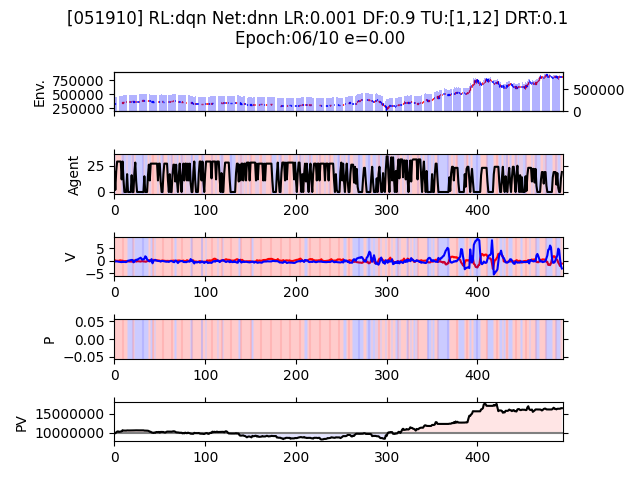 [051910] RL:dqn Net:dnn LR:0.001 DF:0.9 TU:[1,12] DRT:0.1
Epoch:06/10 e=0.00
Env.
750000
500000
250000
500000
0
Agent
25
0
0 100 200 300 400
V
5
0
−5
0 100 200 300 400
P
0.05
0.00
−0.05
0 100 200 300 400
PV
15000000
10000000
0 100 200 300 400